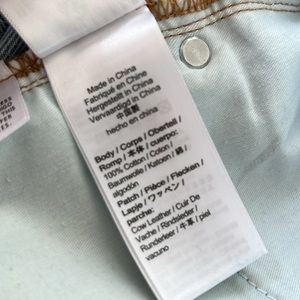 Made in China
Fabriqué en Chine
Hergestellt in China
Vervaardigd in China
中国製
hecho en china
Body / Corps / Oberteil /
Romp / 本体 / cuerpo:
100% Cotton / Coton /
Baumwolle / Katoen / 綿 /
algodón
Patch / Pièce / Flecken /
Lapje / ワッペン /
parche:
Cow Leather / Cuir De
Vache / Rindsleder /
Runderleer / 牛 / piel
vacuno